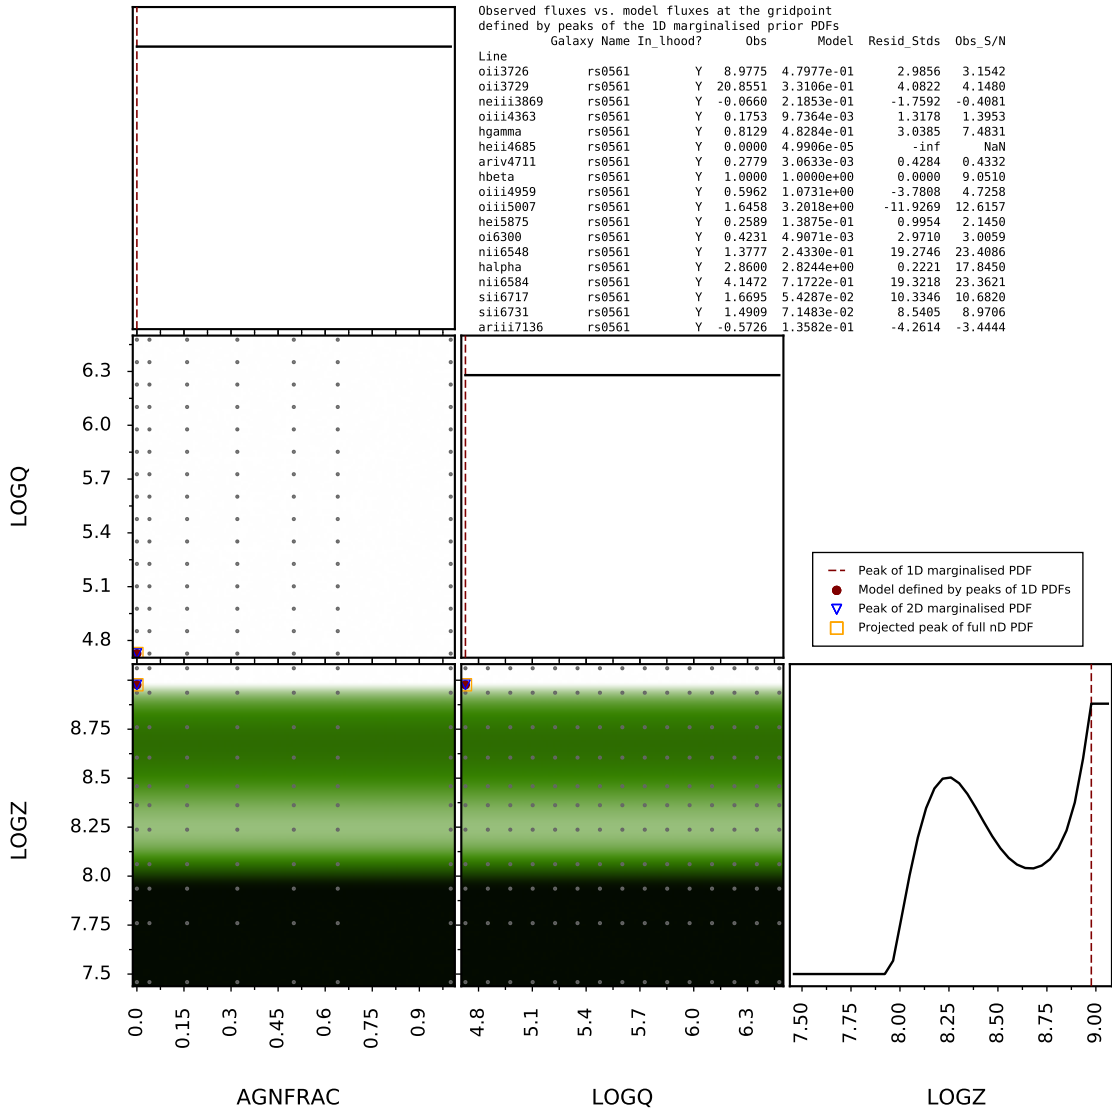 Observed fluxes vs. model fluxes at the gridpoint
defined by peaks of the 1D marginalised prior PDFs
Galaxy Name In_lhood? Obs Model Resid_Stds Obs_S/N
Line
oii3726 rs0561 Y 8.9775 4.7977e-01 2.9856 3.1542
oii3729 rs0561 Y 20.8551 3.3106e-01 4.0822 4.1480
neiii3869 rs0561 Y -0.0660 2.1853e-01 -1.7592 -0.4081
oiii4363 rs0561 Y 0.1753 9.7364e-03 1.3178 1.3953
hgamma rs0561 Y 0.8129 4.8284e-01 3.0385 7.4831
heii4685 rs0561 Y 0.0000 4.9906e-05 -inf NaN
ariv4711 rs0561 Y 0.2779 3.0633e-03 0.4284 0.4332
hbeta rs0561 Y 1.0000 1.0000e+00 0.0000 9.0510
oiii4959 rs0561 Y 0.5962 1.0731e+00 -3.7808 4.7258
oiii5007 rs0561 Y 1.6458 3.2018e+00 -11.9269 12.6157
hei5875 rs0561 Y 0.2589 1.3875e-01 0.9954 2.1450
oi6300 rs0561 Y 0.4231 4.9071e-03 2.9710 3.0059
nii6548 rs0561 Y 1.3777 2.4330e-01 19.2746 23.4086
halpha rs0561 Y 2.8600 2.8244e+00 0.2221 17.8450
nii6584 rs0561 Y 4.1472 7.1722e-01 19.3218 23.3621
sii6717 rs0561 Y 1.6695 5.4287e-02 10.3346 10.6820
sii6731 rs0561 Y 1.4909 7.1483e-02 8.5405 8.9706
ariii7136 rs0561 Y -0.5726 1.3582e-01 -4.2614 -3.4444
LOGQ
6.3
6.0
5.7
5.4
5.1
4.8
Peak of 1D marginalised PDF
Model defined by peaks of 1D PDFs
Peak of 2D marginalised PDF
Projected peak of full nD PDF
LOGZ
8.75
8.5
8.25
8.0
7.75
7.5
0.0 0.15 0.3 0.45 0.6 0.75 0.9
4.8 5.1 5.4 5.7 6.0 6.3
7.50 7.75 8.00 8.25 8.50 8.75 9.00
AGNFRAC LOGQ LOGZ